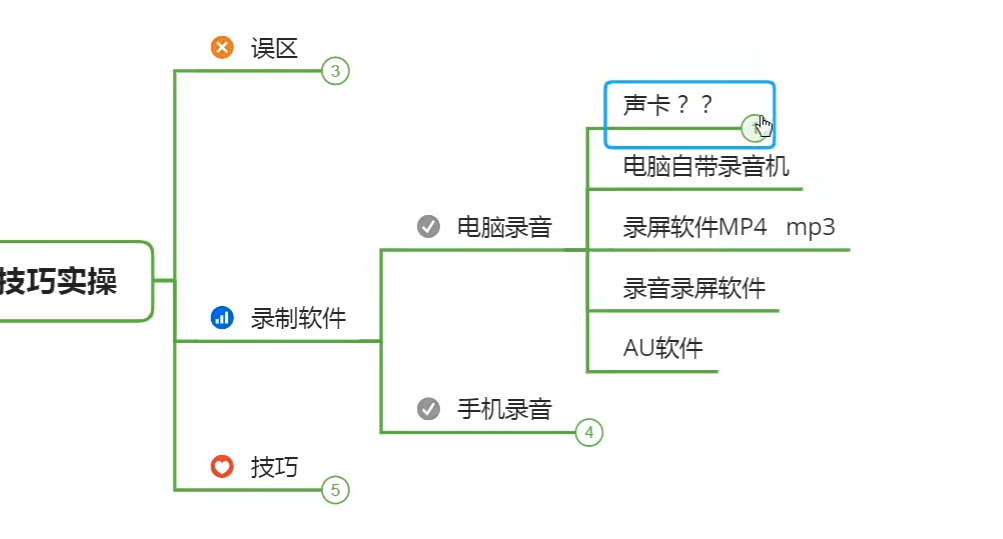 误区
3
声卡？？
电脑自带录音机
电脑录音
录屏软件MP4 mp3
技巧实操
录音录屏软件
录制软件
AU软件
手机录音
4
技巧
5